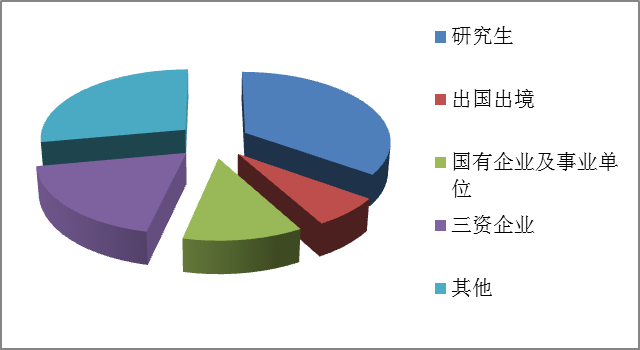 研究生
出国出境
国有企业及事业单
位
三资企业
其他